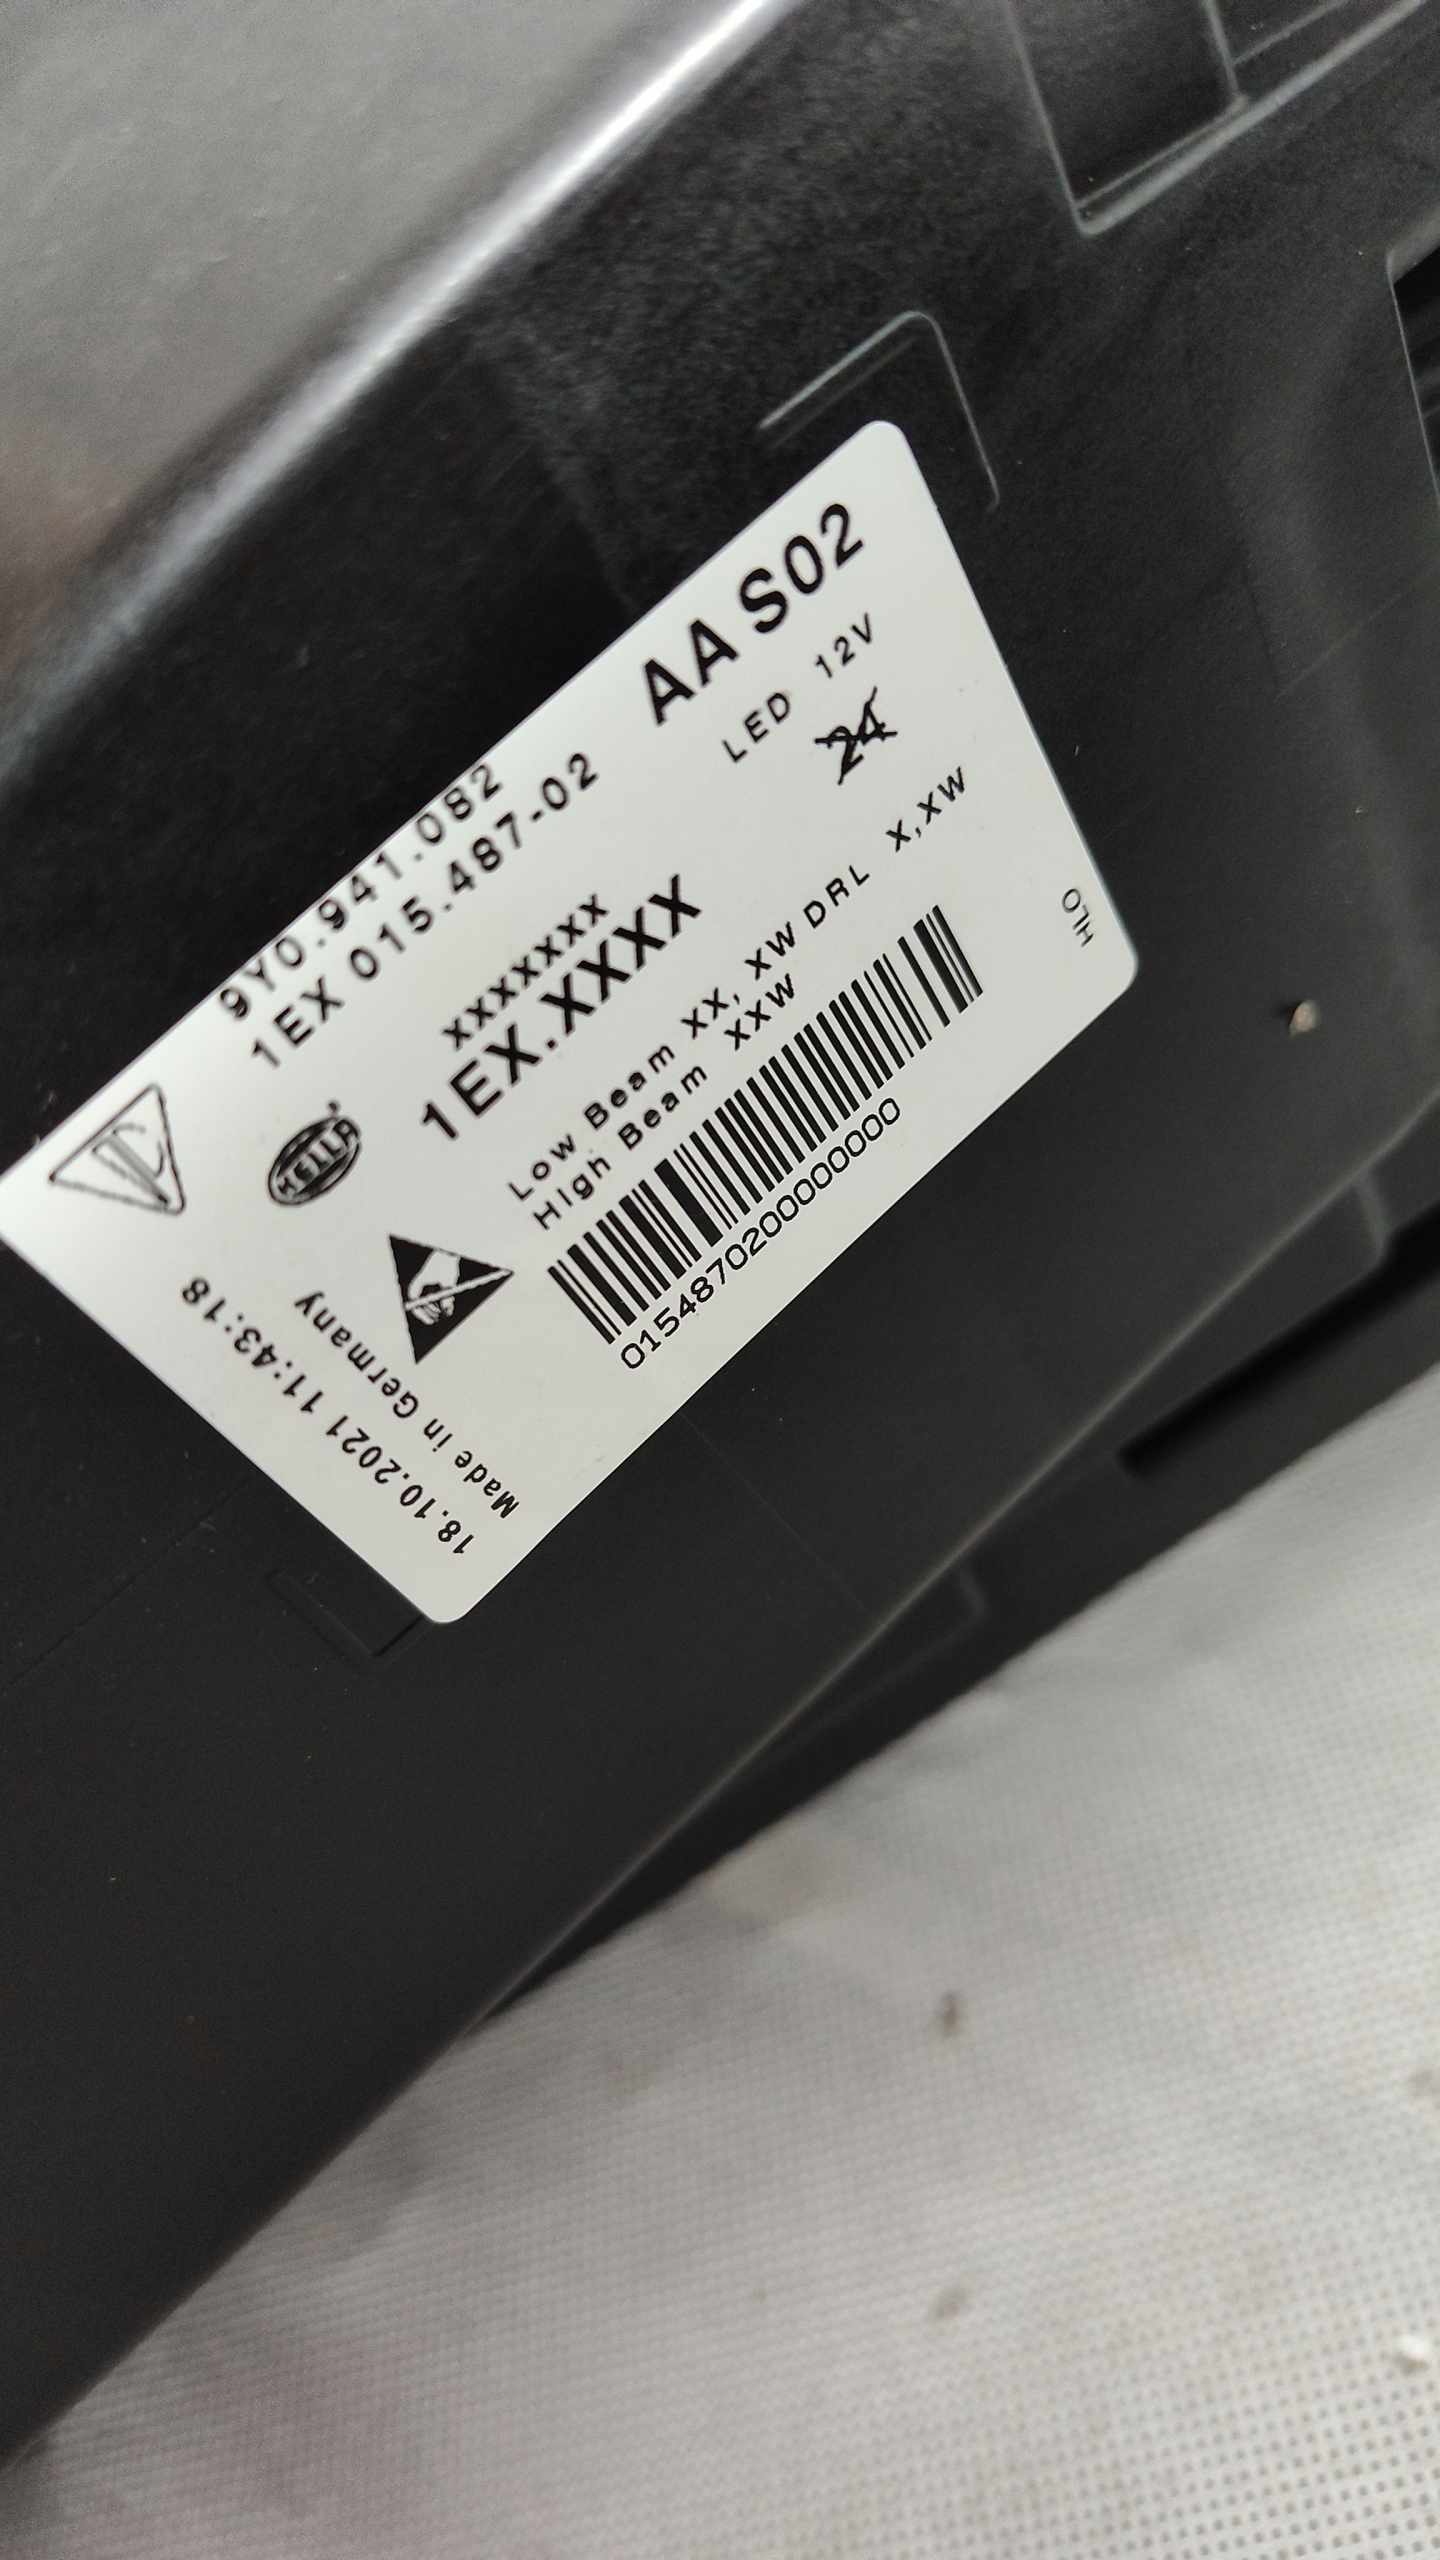 9Y0.941.082
1EX 015.487-02
AA S02
LED 12V
24
HELLA
XXXXXXX
1EX.XXXX
Low Beam XX, XW DRL X,XW
High Beam XXW
01548702000000000
HLO
Made in Germany
18.10.2021 11:43:18